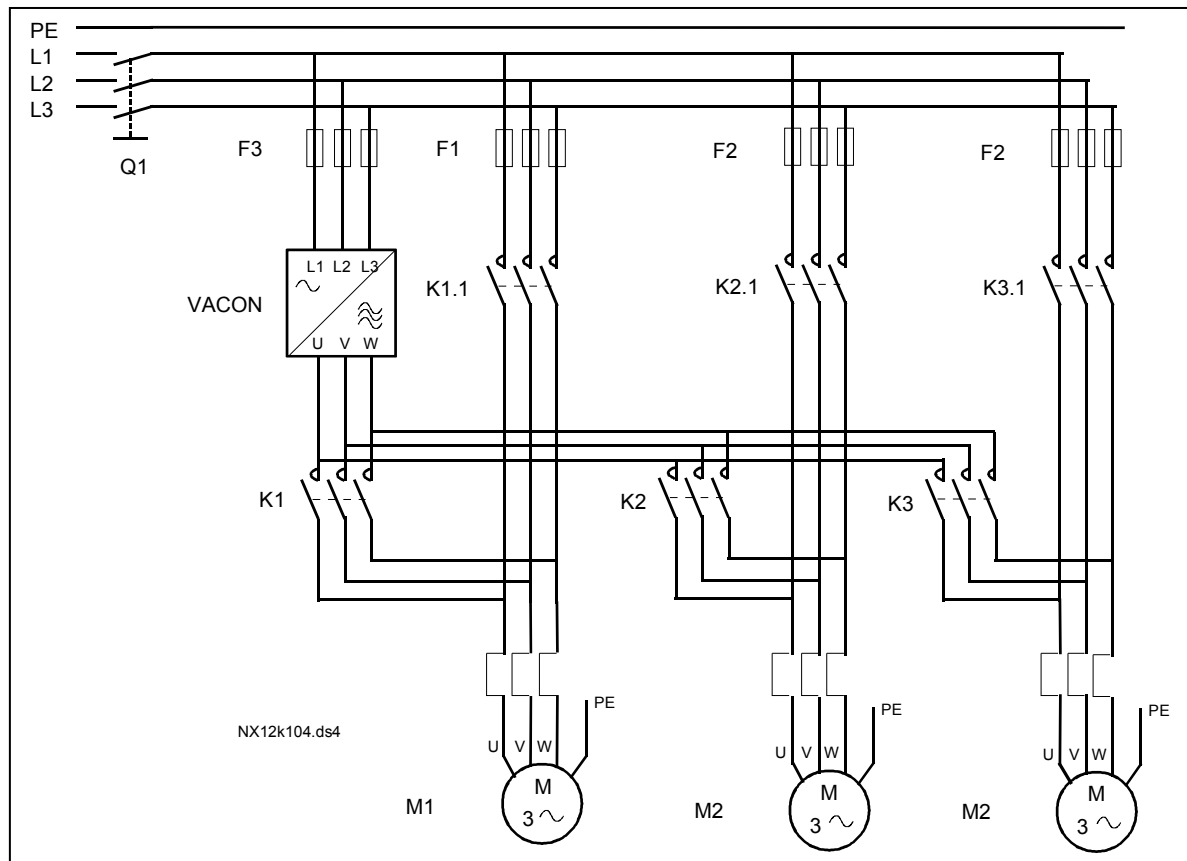 PE
L1
L2
L3
Q1
F3
F1
F2
F2
L1 L2 L3
VACON
U V W
K1.1
K2.1
K3.1
K1
K2
K3
NX12k104.ds4
PE
PE
PE
U V W
U V W
U V W
M1
M
3
M2
M
3
M2
M
3